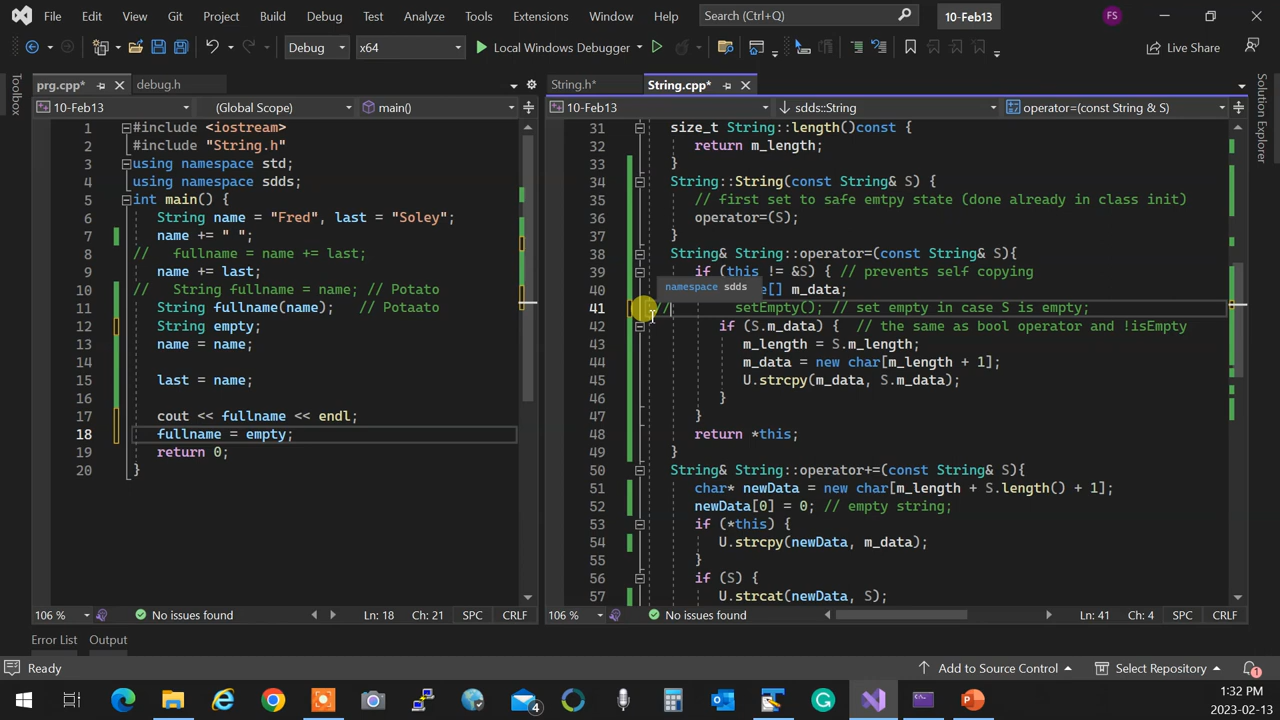 File Edit View Git Project Build Debug Test Analyze Tools Extensions Window Help Search (Ctrl+Q) 10-Feb13 FS
Debug x64 Local Windows Debugger Live Share
Toolbox
prg.cpp* debug.h
10-Feb13 (Global Scope) main()
1 #include <iostream>
2 #include "String.h"
3 using namespace std;
4 using namespace sdds;
5 int main() {
6 String name = "Fred", last = "Soley";
7 name += " ";
8 // fullname = name += last;
9 name += last;
10 // String fullname = name; // Potato
11 String fullname(name); // Potaato
12 String empty;
13 name = name;
14
15 last = name;
16
17 cout << fullname << endl;
18 fullname = empty;
19 return 0;
20 }
106 % No issues found Ln: 18 Ch: 21 SPC CRLF
String.h* String.cpp*
10-Feb13 sdds::String operator=(const String & S)
31 size_t String::length()const {
32 return m_length;
33 }
34 String::String(const String& S) {
35 // first set to safe emtpy state (done already in class init)
36 operator=(S);
37 }
38 String& String::operator=(const String& S){
39 if (this != &S) { // prevents self copying
namespace sdds
40 e[] m_data;
41 // setEmpty(); // set empty in case S is empty;
42 if (S.m_data) { // the same as bool operator and !isEmpty
43 m_length = S.m_length;
44 m_data = new char[m_length + 1];
45 U.strcpy(m_data, S.m_data);
46 }
47 }
48 return *this;
49 }
50 String& String::operator+=(const String& S){
51 char* newData = new char[m_length + S.length() + 1];
52 newData[0] = 0; // empty string;
53 if (*this) {
54 U.strcpy(newData, m_data);
55 }
56 if (S) {
57 U.strcat(newData, S);
106 % No issues found Ln: 41 Ch: 4 SPC CRLF
Solution Explorer
Error List Output
Ready Add to Source Control Select Repository 1
4
1:32 PM
2023-02-13